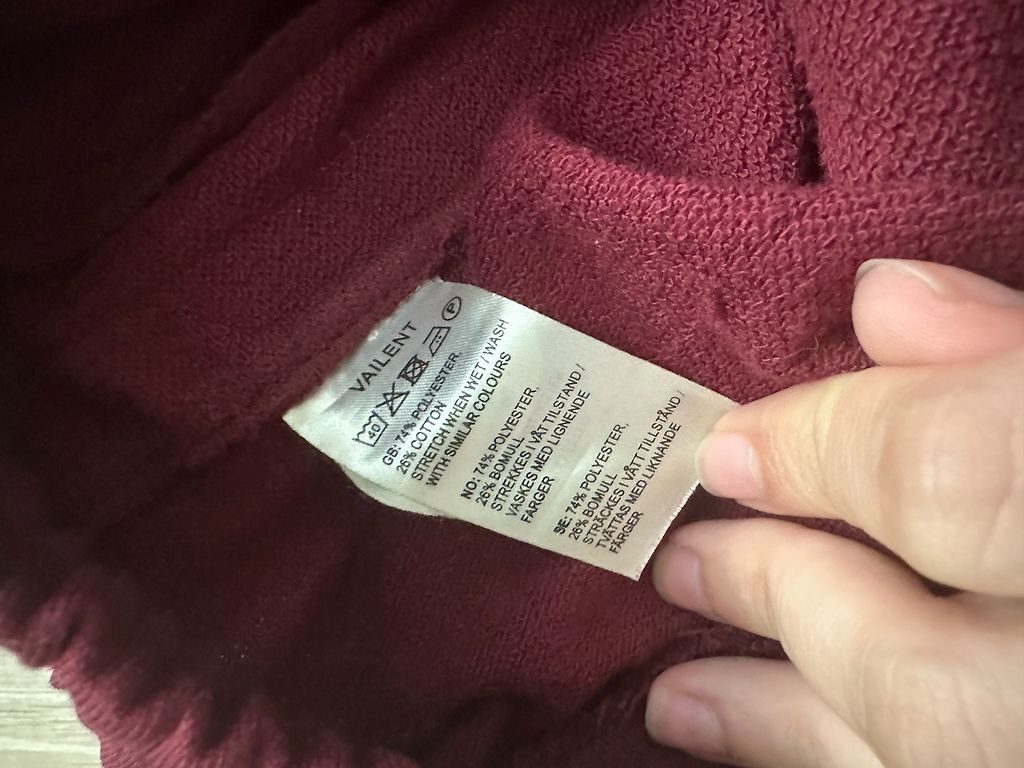 VAILENT
40 P
GB: 74% POLYESTER,
26% COTTON
STRETCH WHEN WET / WASH
WITH SIMILAR COLOURS
NO: 74% POLYESTER,
26% BOMULL
STREKKES I VÅT TILSTAND /
VASKES MED LIGNENDE
FARGER
SE: 74% POLYESTER,
26% BOMULL
STRÄCKES I VÅTT TILLSTÅND /
TVÄTTAS MED LIKNANDE
FÄRGER